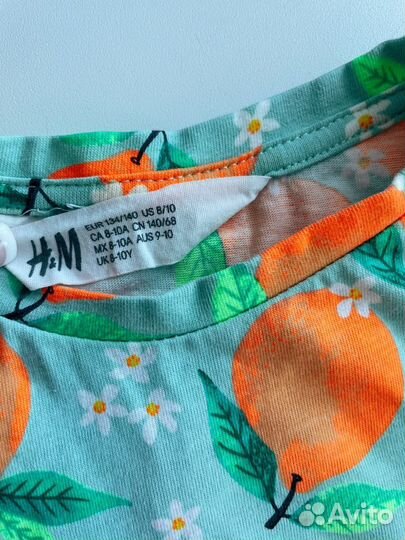 H&M
EUR 134/140 US 8/10
CA 8-10A CN 140/68
MX 8-10A AUS 9-10
UK 8-10Y
Avito